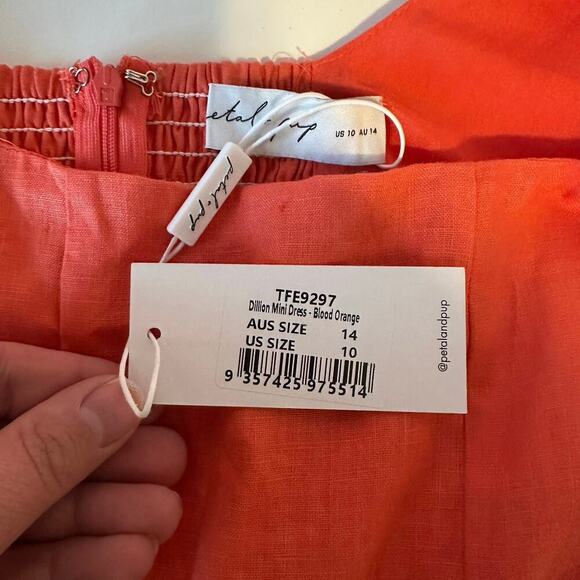 petal + pup
US 10 AU 14
petal + pup
TFE9297
Dillion Mini Dress - Blood Orange
AUS SIZE 14
US SIZE 10
9 357425 975514
@petalandpup